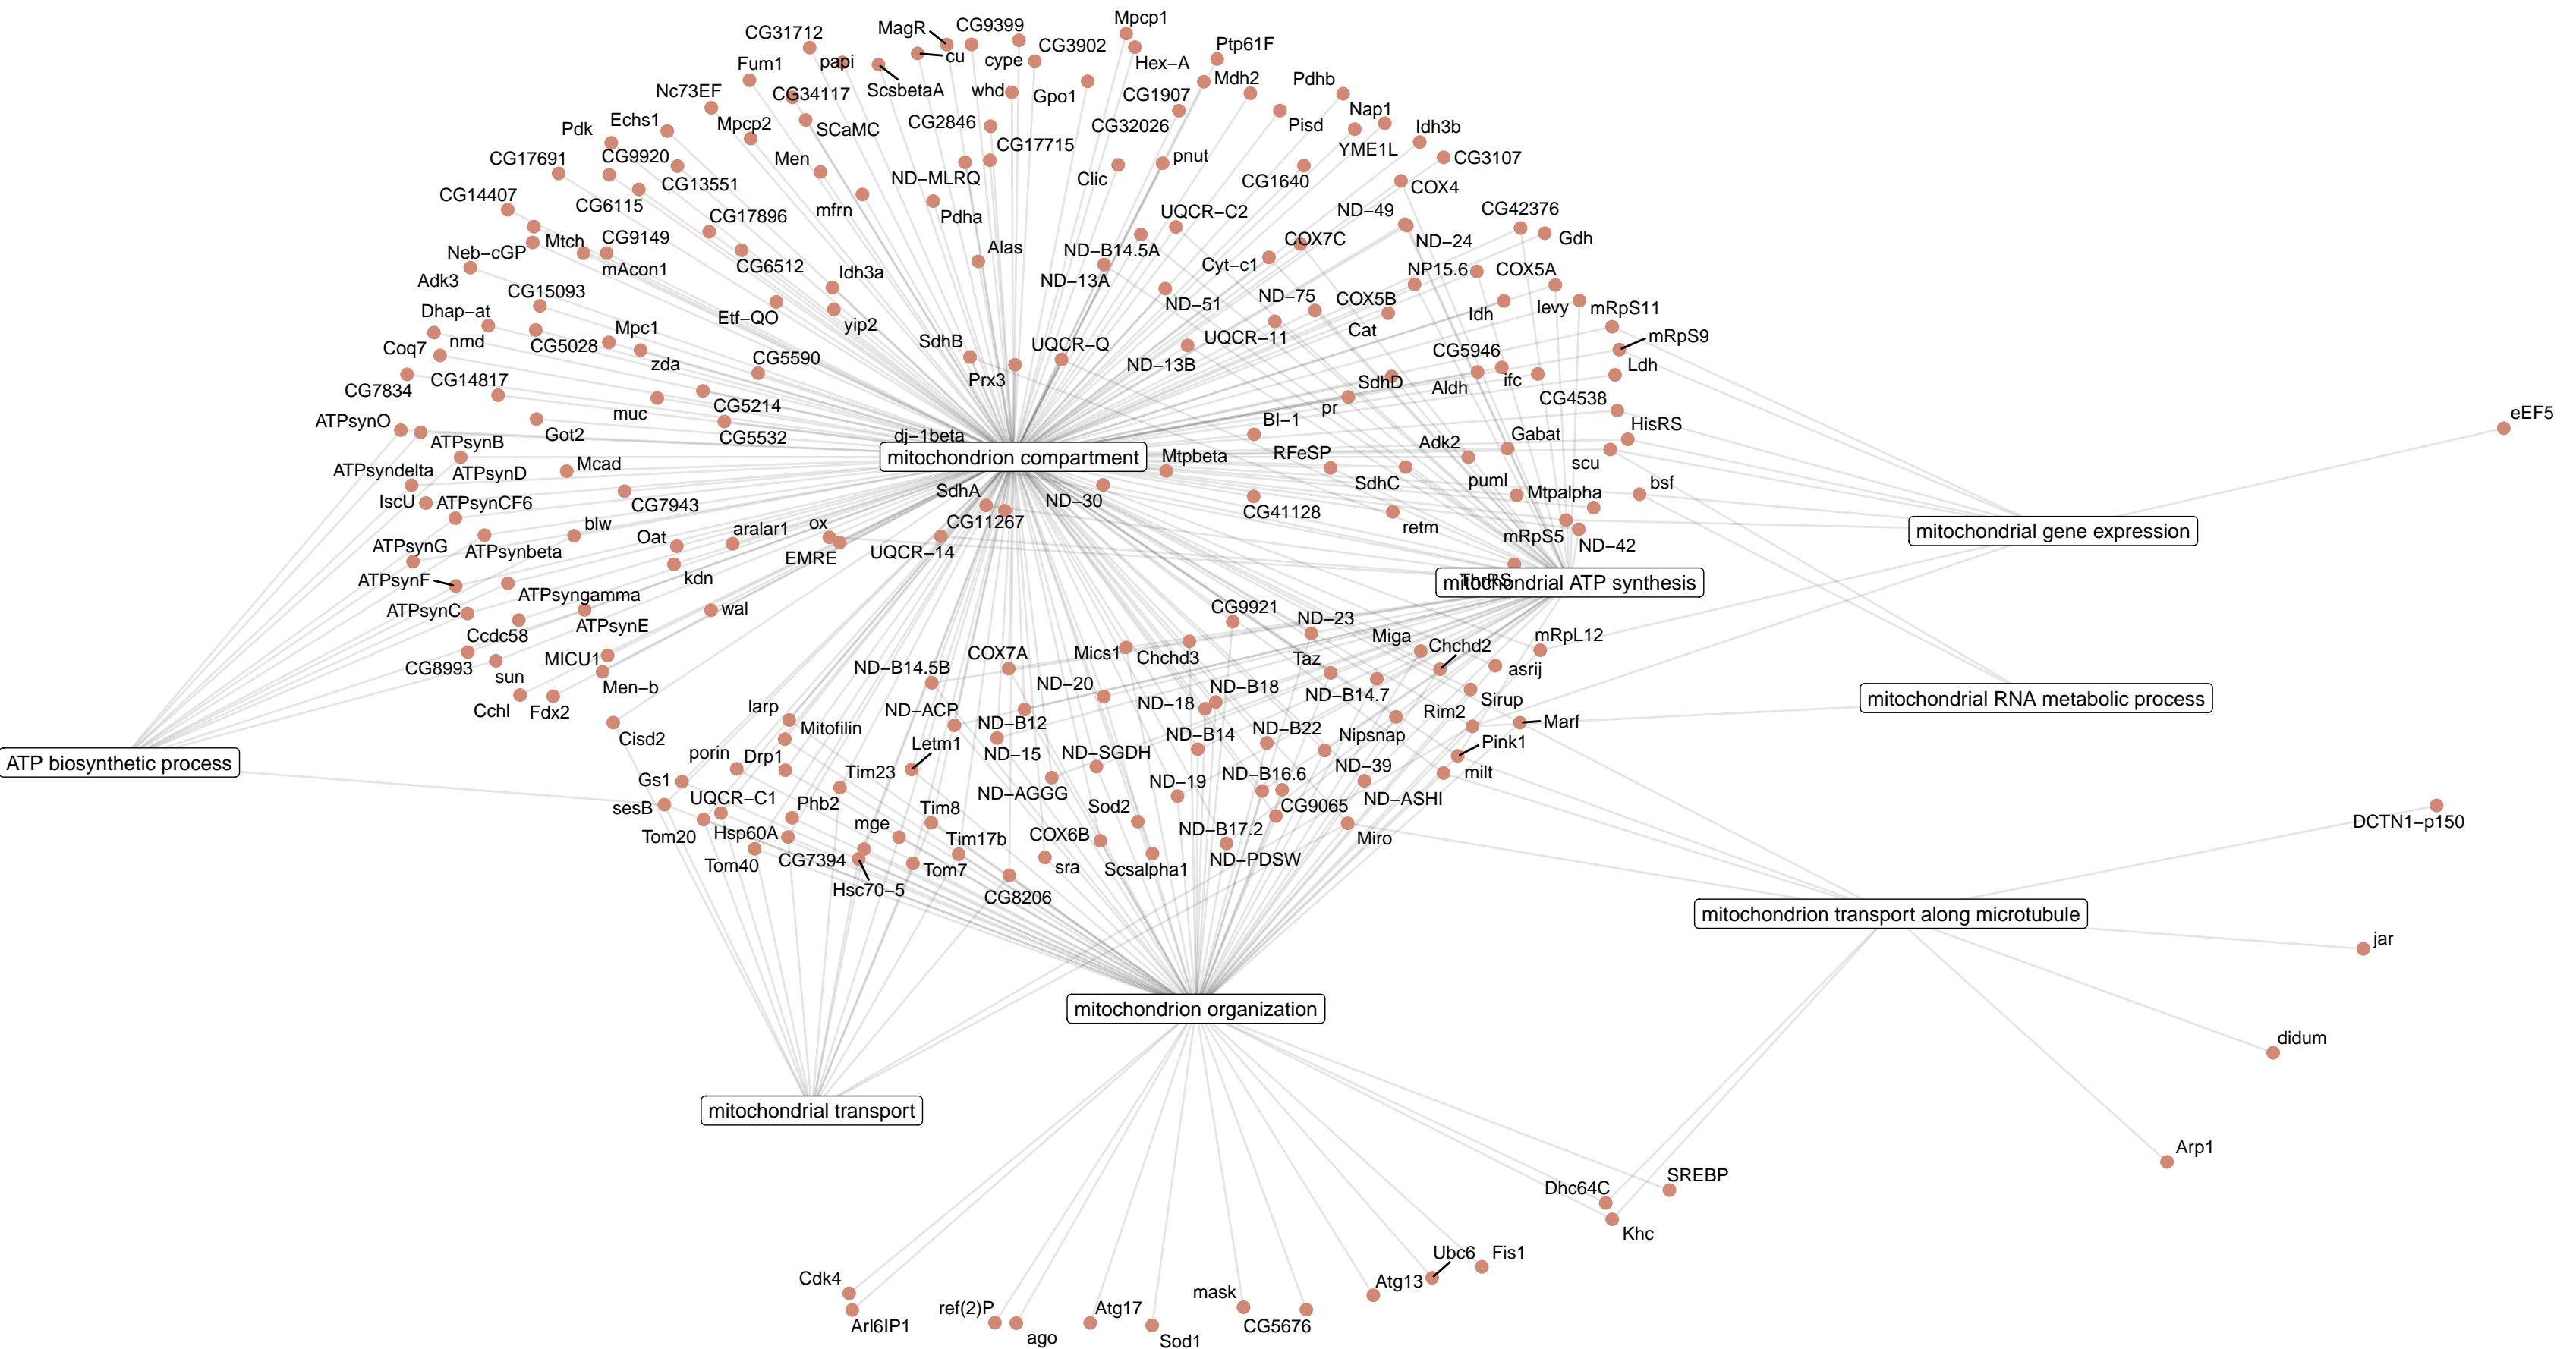 Mpcp1
CG9399
MagR
CG31712
CG3902
Ptp61F
cu
cype
papi
Hex−A
Fum1
Mdh2
Pdhb
Nc73EF
CG34117
ScsbetaA
whd
Gpo1
CG1907
Nap1
Echs1
Mpcp2
SCaMC
CG2846
CG32026
Pisd
Idh3b
Pdk
CG17715
YME1L
CG17691
CG9920
Men
pnut
CG3107
ND−MLRQ
Clic
CG1640
CG13551
COX4
CG14407
CG6115
mfrn
CG17896
Pdha
UQCR−C2
ND−49
CG42376
Mtch
CG9149
COX7C
ND−24
Gdh
Neb−cGP
Alas
ND−B14.5A
mAcon1
CG6512
Idh3a
Cyt−c1
NP15.6
COX5A
Adk3
ND−13A
CG15093
ND−51
ND−75
COX5B
Idh
levy
mRpS11
Dhap−at
Etf−QO
yip2
Mpc1
Cat
nmd
CG5028
SdhB
UQCR−Q
UQCR−11
mRpS9
Coq7
zda
CG5590
ND−13B
CG5946
Ldh
CG7834
CG14817
Prx3
SdhD
Aldh
ifc
muc
CG5214
pr
CG4538
eEF5
ATPsynO
ATPsynB
Got2
CG5532
dj−1beta
BI−1
Adk2
Gabat
HisRS
mitochondrion compartment
Mtpbeta
RFeSP
scu
ATPsyndelta
ATPsynD
Mcad
SdhC
puml
bsf
IscU
ATPsynCF6
CG7943
SdhA
ND−30
Mtpalpha
CG41128
blw
aralar1
ox
CG11267
retm
mitochondrial gene expression
Oat
mRpS5
ATPsynG
ATPsynbeta
EMRE
UQCR−14
ND−42
ATPsynF
kdn
ThrRS
mitochondrial ATP synthesis
ATPsyngamma
ATPsynC
wal
CG9921
ND−23
Ccdc58
ATPsynE
Miga
Chchd2
mRpL12
CG8993
MICU1
ND−B14.5B
COX7A
Mics1
Chchd3
Taz
asrij
sun
Men−b
ND−20
ND−B18
ND−B14.7
mitochondrial RNA metabolic process
Sirup
Cchl
Fdx2
larp
ND−ACP
ND−18
Rim2
Marf
ND−B12
Mitofilin
ND−B22
Cisd2
Letm1
ND−B14
Nipsnap
Pink1
porin
Drp1
ND−15
ND−SGDH
ATP biosynthetic process
Gs1
Tim23
ND−19
ND−B16.6
ND−39
milt
ND−AGGG
UQCR−C1
Phb2
ND−ASHI
sesB
Tim8
Sod2
CG9065
mge
DCTN1−p150
Tom20
Hsp60A
COX6B
ND−B17.2
Miro
Tim17b
Tom40
CG7394
Tom7
sra
Scsalpha1
ND−PDSW
Hsc70−5
CG8206
mitochondrion transport along microtubule
jar
mitochondrion organization
didum
mitochondrial transport
Arp1
SREBP
Dhc64C
Khc
Ubc6
Fis1
Cdk4
Atg13
mask
ref(2)P
Atg17
Arl6IP1
ago
CG5676
Sod1